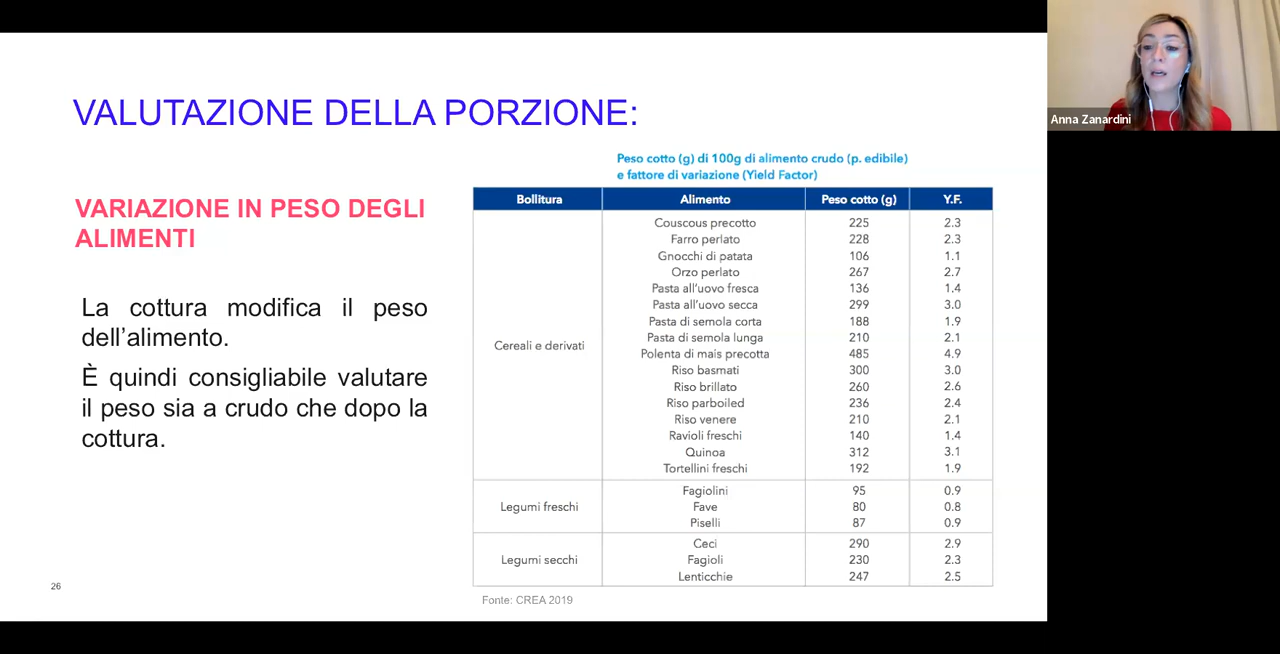 VALUTAZIONE DELLA PORZIONE:
Anna Zanardini
VARIAZIONE IN PESO DEGLI
ALIMENTI
La cottura modifica il peso
dell'alimento.
È quindi consigliabile valutare
il peso sia a crudo che dopo la
cottura.
Peso cotto (g) di 100g di alimento crudo (p. edibile)
e fattore di variazione (Yield Factor)
Bollitura Alimento Peso cotto (g) Y.F.
Cereali e derivati
Couscous precotto 225 2.3
Farro perlato 228 2.3
Gnocchi di patata 106 1.1
Orzo perlato 267 2.7
Pasta all'uovo fresca 136 1.4
Pasta all'uovo secca 299 3.0
Pasta di semola corta 188 1.9
Pasta di semola lunga 210 2.1
Polenta di mais precotta 485 4.9
Riso basmati 300 3.0
Riso brillato 260 2.6
Riso parboiled 236 2.4
Riso venere 210 2.1
Ravioli freschi 140 1.4
Quinoa 312 3.1
Tortellini freschi 192 1.9
Legumi freschi
Fagiolini 95 0.9
Fave 80 0.8
Piselli 87 0.9
Legumi secchi
Ceci 290 2.9
Fagioli 230 2.3
Lenticchie 247 2.5
Fonte: CREA 2019
26